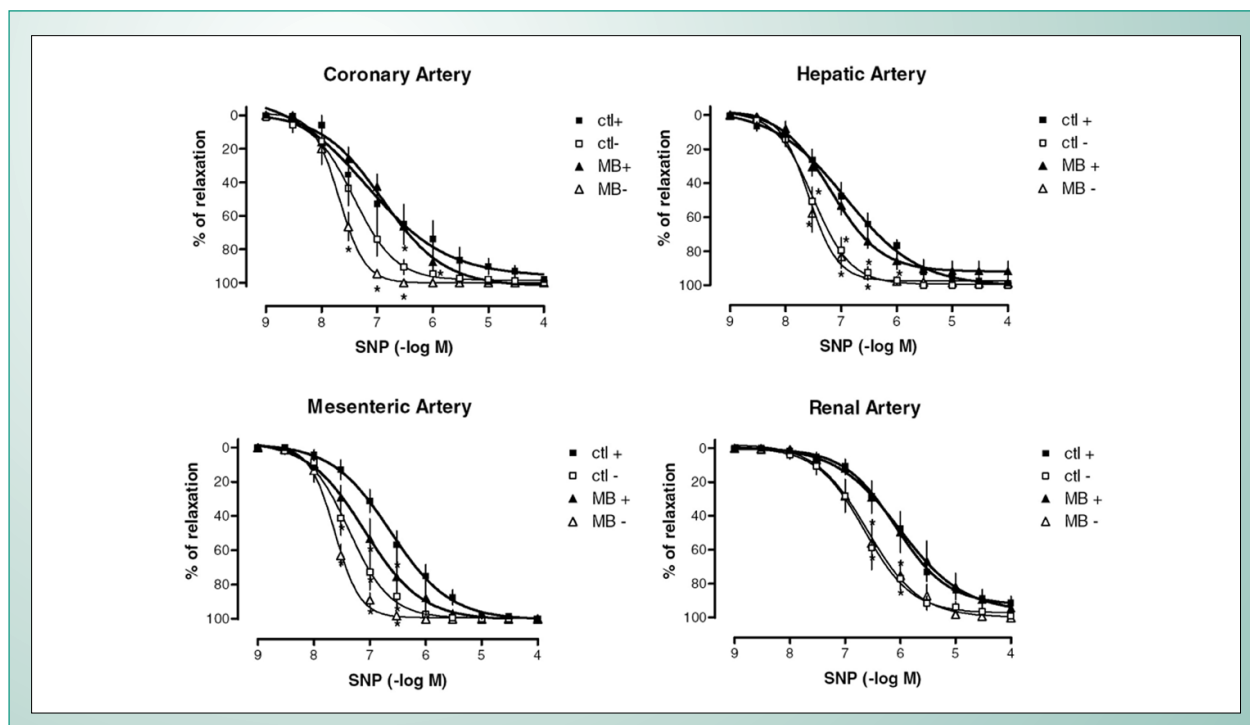 Coronary Artery
% of relaxation
0
20
40
60
80
100
9 8 7 6 5 4
SNP (-log M)
ctl+
ctl-
MB+
MB-
Hepatic Artery
% of relaxation
0
20
40
60
80
100
9 8 7 6 5 4
SNP (-log M)
ctl +
ctl -
MB +
MB -
Mesenteric Artery
% of relaxation
0
20
40
60
80
100
9 8 7 6 5 4
SNP (-log M)
ctl +
ctl -
MB +
MB -
Renal Artery
% of relaxation
0
20
40
60
80
100
9 8 7 6 5 4
SNP (-log M)
ctl +
ctl -
MB +
MB -